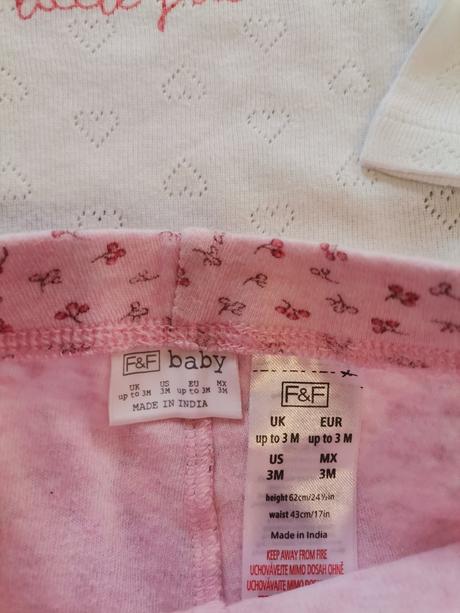 F&F baby
UK US EU MX
up to 3M 3M up to 3M 3M
MADE IN INDIA
F&F
UK EUR
up to 3 M up to 3 M
US MX
3M 3M
height 62cm/24½in
waist 43cm/17in
Made in India
KEEP AWAY FROM FIRE
UCHOVÁVEJTE MIMO DOSAH OHNĚ
UCHOVÁVAJTE MIMO DOSAHU